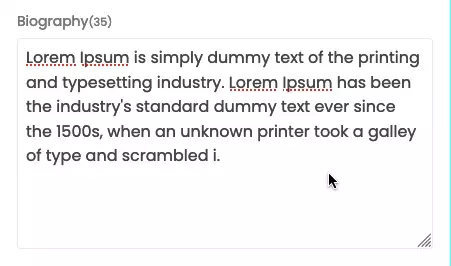 Biography(35)
Lorem Ipsum is simply dummy text of the printing
and typesetting industry. Lorem Ipsum has been
the industry's standard dummy text ever since
the 1500s, when an unknown printer took a galley
of type and scrambled i.